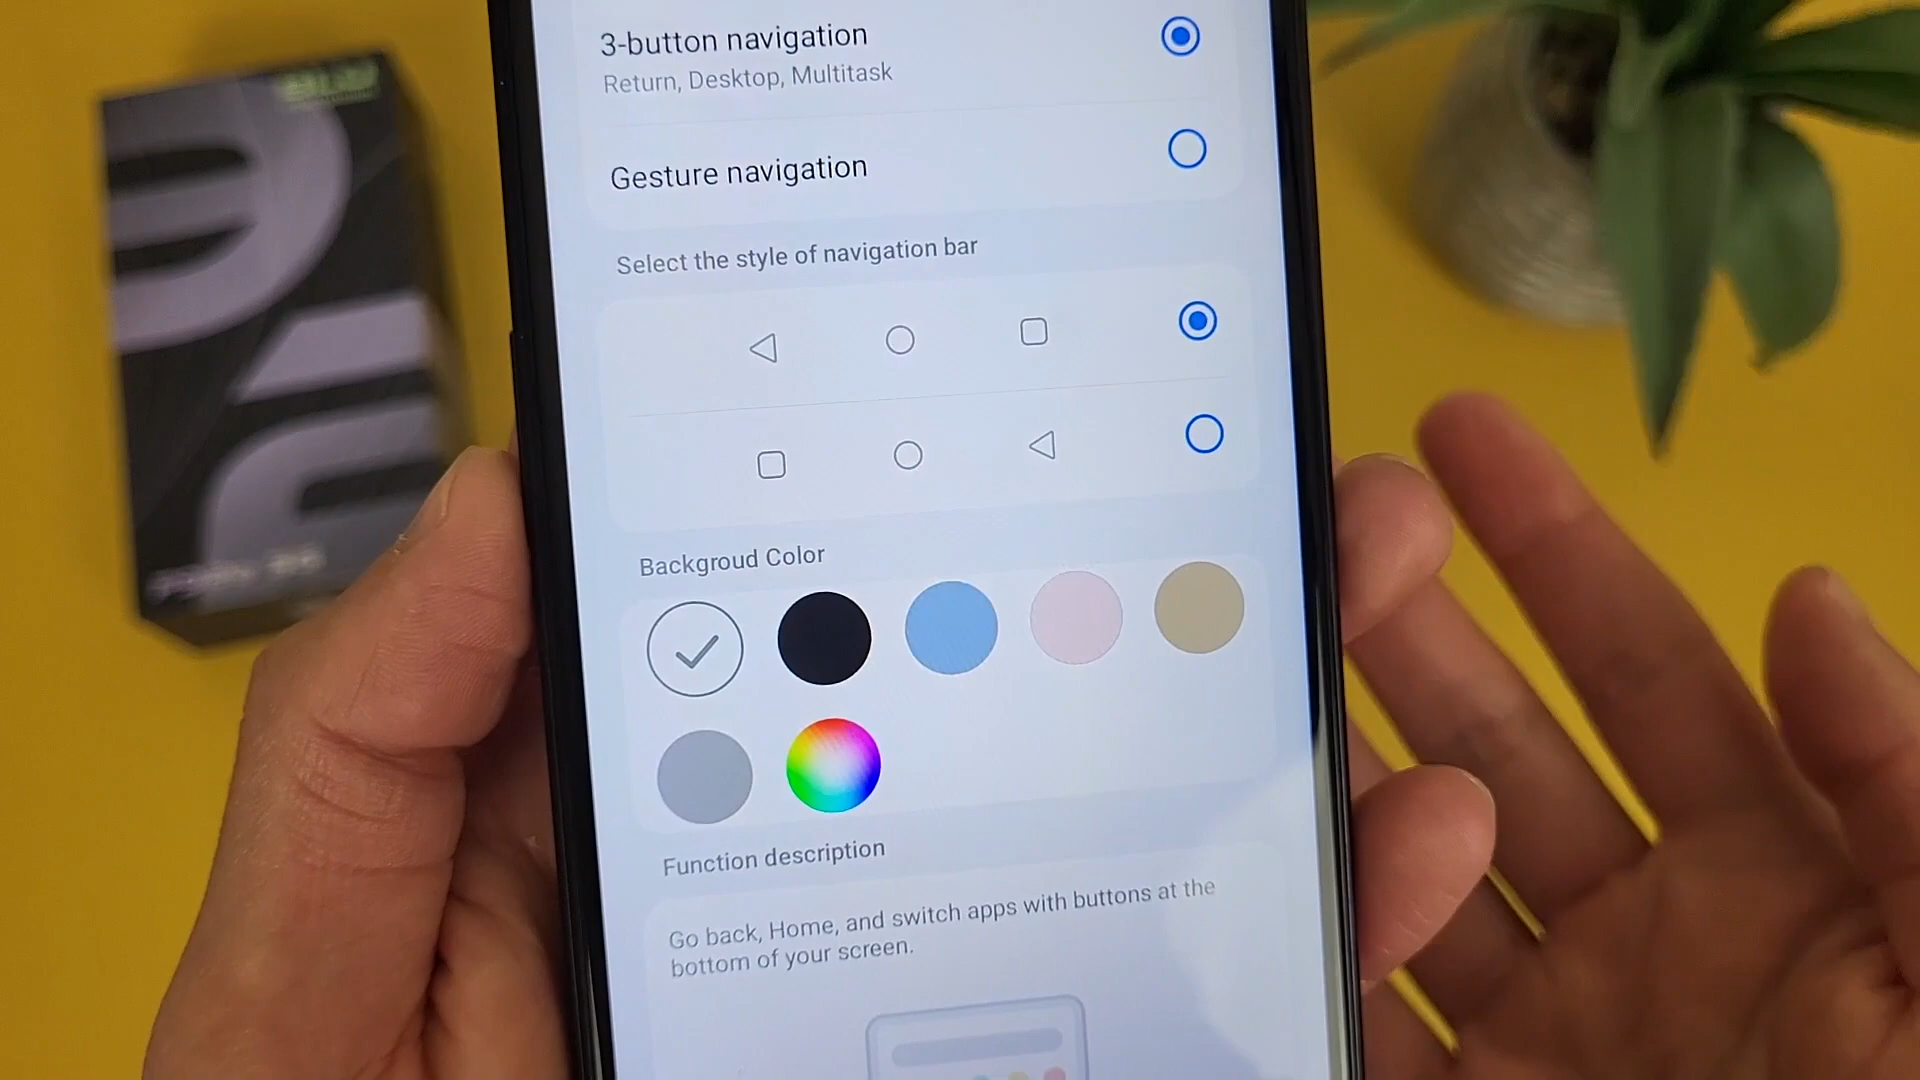 3-button navigation
Return, Desktop, Multitask
Gesture navigation
Select the style of navigation bar
Backgroud Color
Function description
Go back, Home, and switch apps with buttons at the
bottom of your screen.